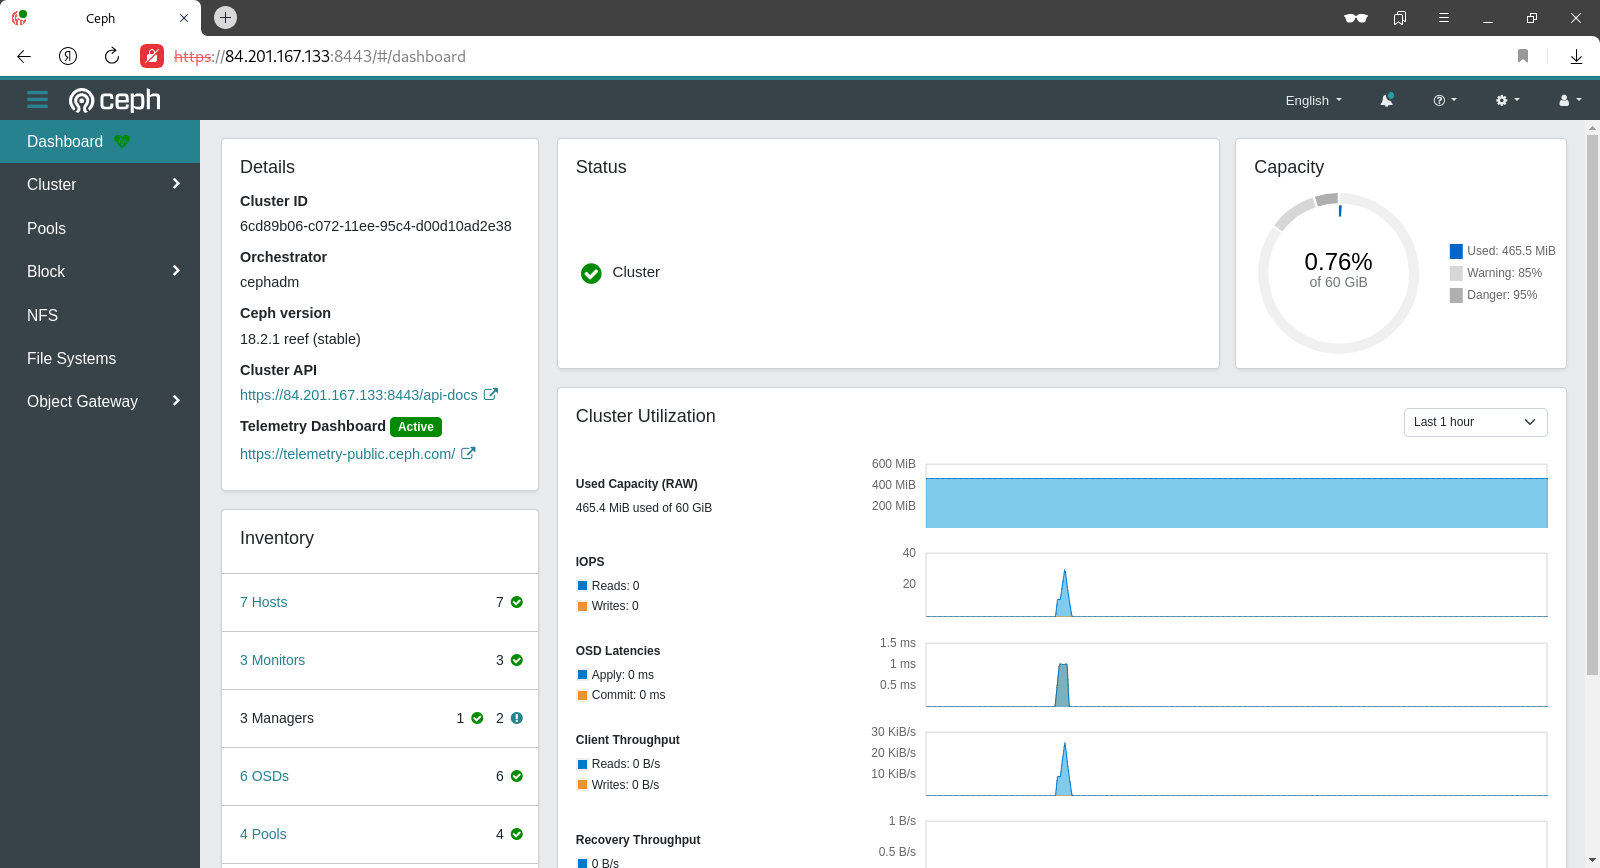 Ceph
https://84.201.167.133:8443/#/dashboard
ceph
English
Dashboard
Cluster
Pools
Block
NFS
File Systems
Object Gateway
Details
Cluster ID
6cd89b06-c072-11ee-95c4-d00d10ad2e38
Orchestrator
cephadm
Ceph version
18.2.1 reef (stable)
Cluster API
https://84.201.167.133:8443/api-docs
Telemetry Dashboard Active
https://telemetry-public.ceph.com/
Status
Cluster
Capacity
0.76%
of 60 GiB
Used: 465.5 MiB
Warning: 85%
Danger: 95%
Inventory
7 Hosts 7
3 Monitors 3
3 Managers 1 2
6 OSDs 6
4 Pools 4
Cluster Utilization
Last 1 hour
Used Capacity (RAW)
465.4 MiB used of 60 GiB
600 MiB
400 MiB
200 MiB
IOPS
Reads: 0
Writes: 0
40
20
OSD Latencies
Apply: 0 ms
Commit: 0 ms
1.5 ms
1 ms
0.5 ms
Client Throughput
Reads: 0 B/s
Writes: 0 B/s
30 KiB/s
20 KiB/s
10 KiB/s
Recovery Throughput
0 B/s
1 B/s
0.5 B/s